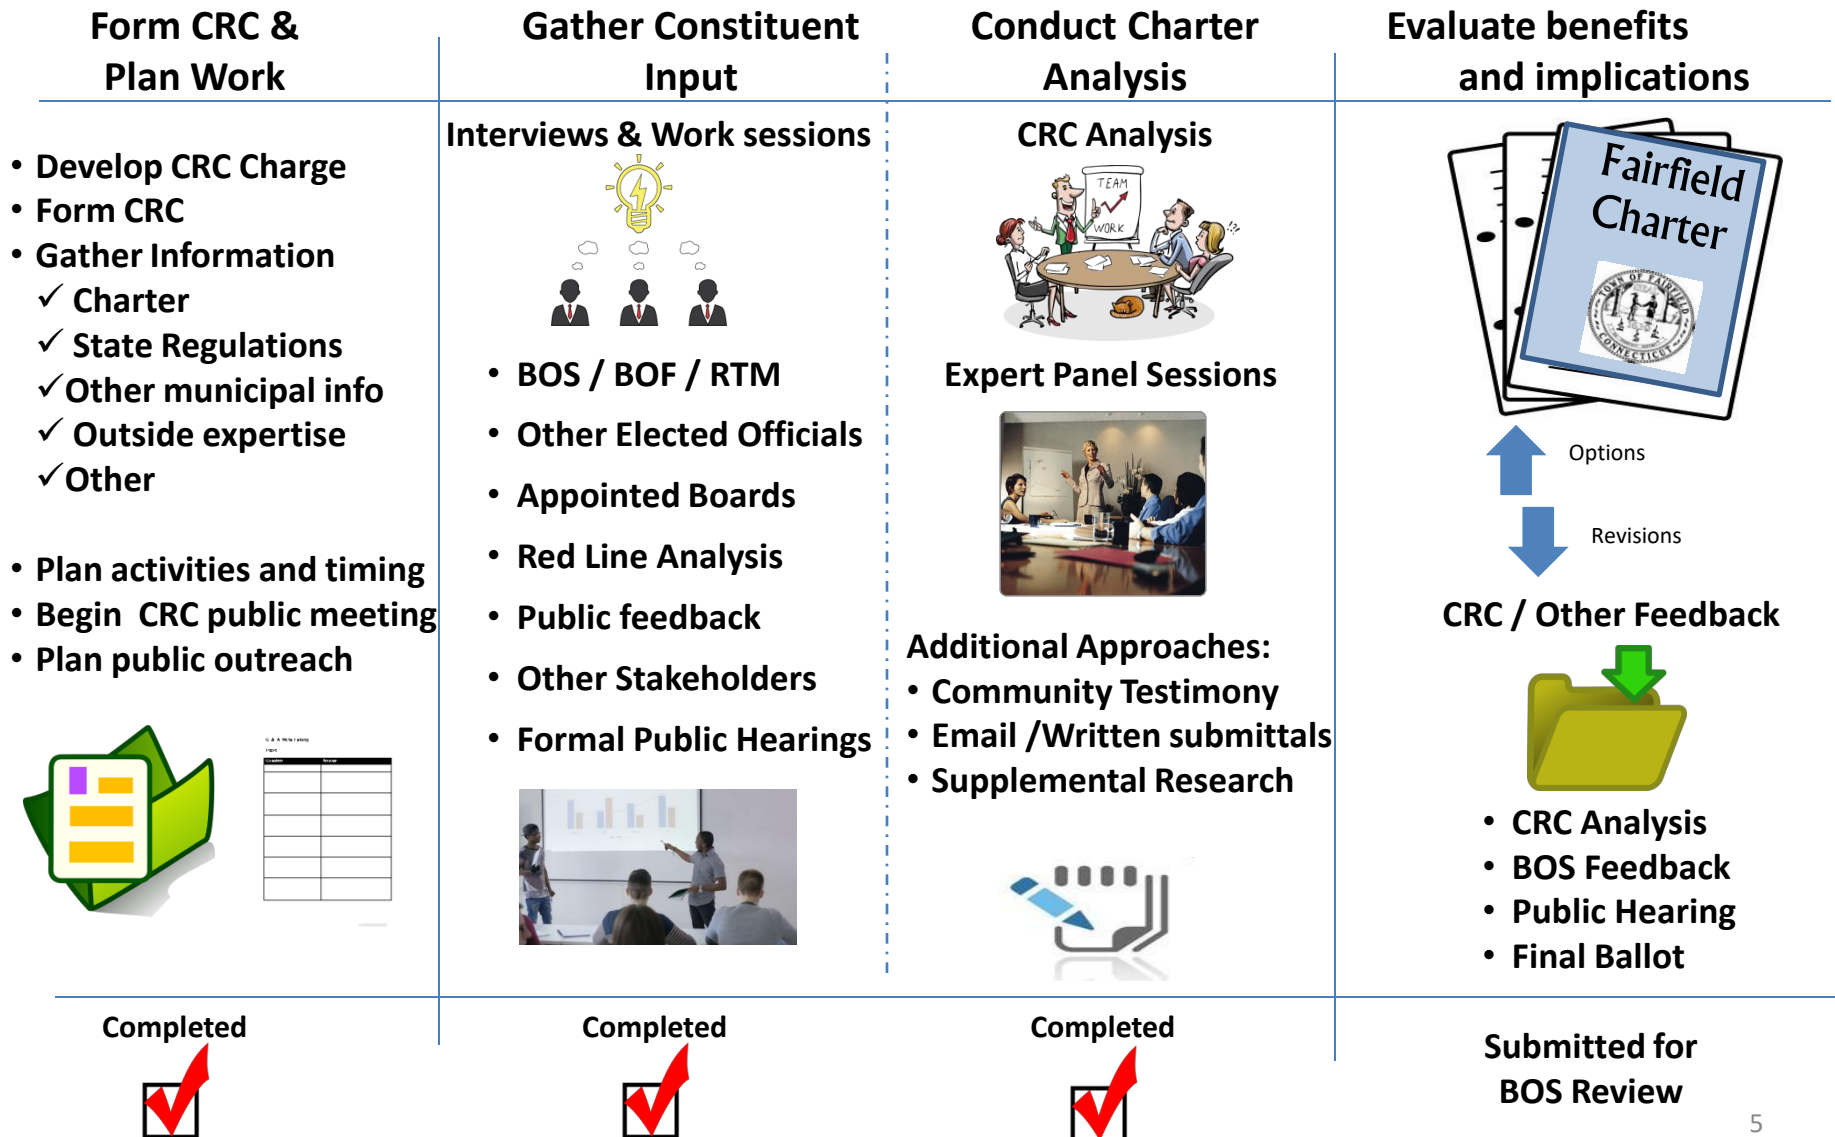 Form CRC &
Plan Work
Gather Constituent
Input
Conduct Charter
Analysis
Evaluate benefits
and implications
• Develop CRC Charge
• Form CRC
• Gather Information
✓ Charter
✓ State Regulations
✓Other municipal info
✓ Outside expertise
✓Other
• Plan activities and timing
• Begin CRC public meeting
• Plan public outreach
Interviews & Work sessions
• BOS / BOF / RTM
• Other Elected Officials
• Appointed Boards
• Red Line Analysis
• Public feedback
• Other Stakeholders
• Formal Public Hearings
CRC Analysis
TEAM
WORK
!?!
Expert Panel Sessions
Additional Approaches:
• Community Testimony
• Email /Written submittals
• Supplemental Research
Fairfield
Charter
TOWN OF FAIRFIELD
CONNECTICUT
Options
Revisions
CRC / Other Feedback
• CRC Analysis
• BOS Feedback
• Public Hearing
• Final Ballot
Completed
Completed
Completed
Submitted for
BOS Review
5